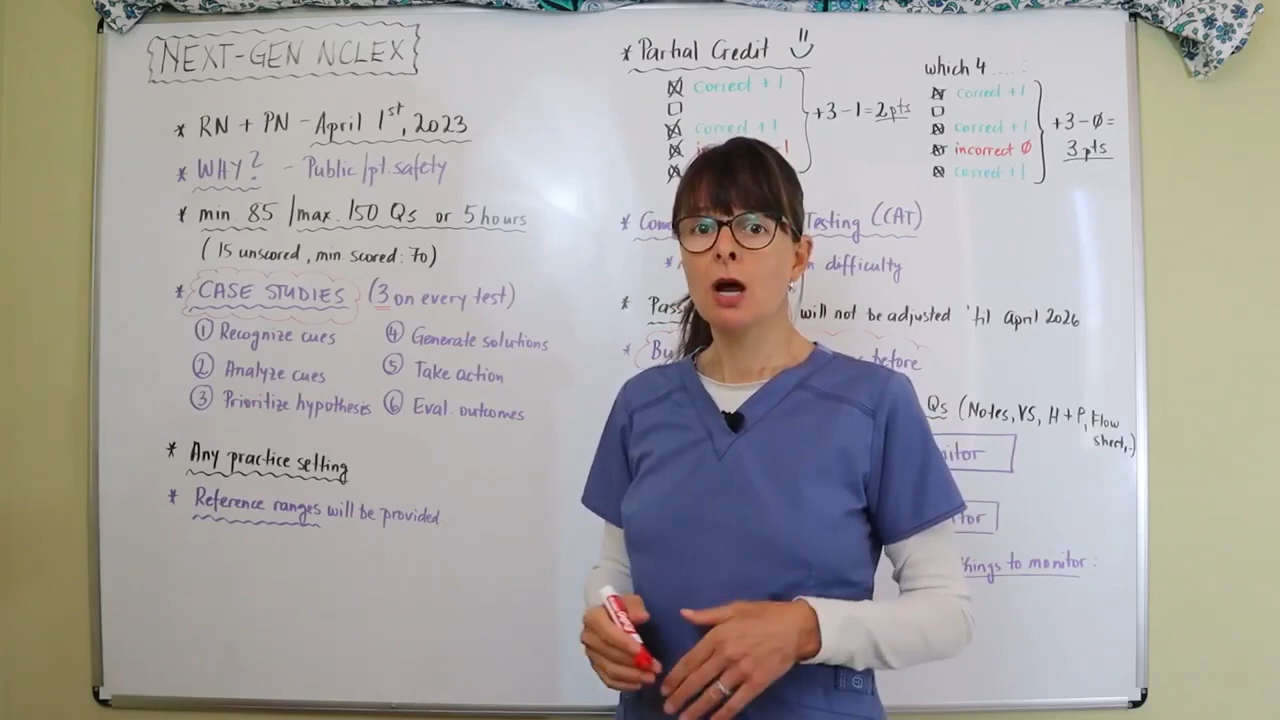 NEXT-GEN NCLEX
* RN + PN - April 1st, 2023
* WHY? - Public/pt. safety
* min 85 / max. 150 Qs or 5 hours
( 15 unscored, min. scored: 70)
* CASE STUDIES (3 on every test)
① Recognize cues
② Analyze cues
③ Prioritize hypothesis
④ Generate solutions
⑤ Take action
⑥ Eval. outcomes
* Any practice setting
* Reference ranges will be provided
* Partial Credit
correct +1
correct +1
+3 -1 = 2 pts
which 4 .....
correct +1
correct +1
incorrect Ø
correct +1
+3 - Ø =
3 pts
* Testing (CAT)
difficulty
* will not be adjusted 'til April 2026
* before
Qs (Notes, VS, H + P, Flow
sheet,..)
things to monitor: